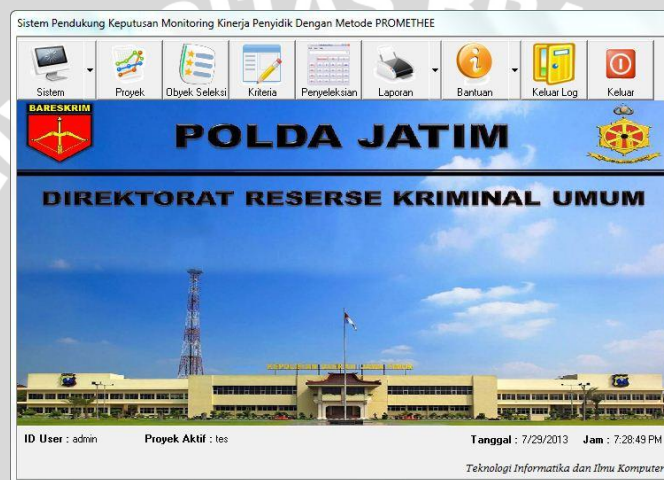 Sistem Pendukung Keputusan Monitoring Kinerja Penyidik Dengan Metode PROMETHEE
Sistem Proyek Obyek Seleksi Kriteria Penyeleksian Laporan Bantuan Keluar Log Keluar
BARESKRIM
POLDA JATIM
DIREKTORAT RESERSE KRIMINAL UMUM
ID User : admin Proyek Aktif : tes Tanggal : 7/29/2013 Jam : 7:28:49 PM
Teknologi Informatika dan Ilmu Komputer